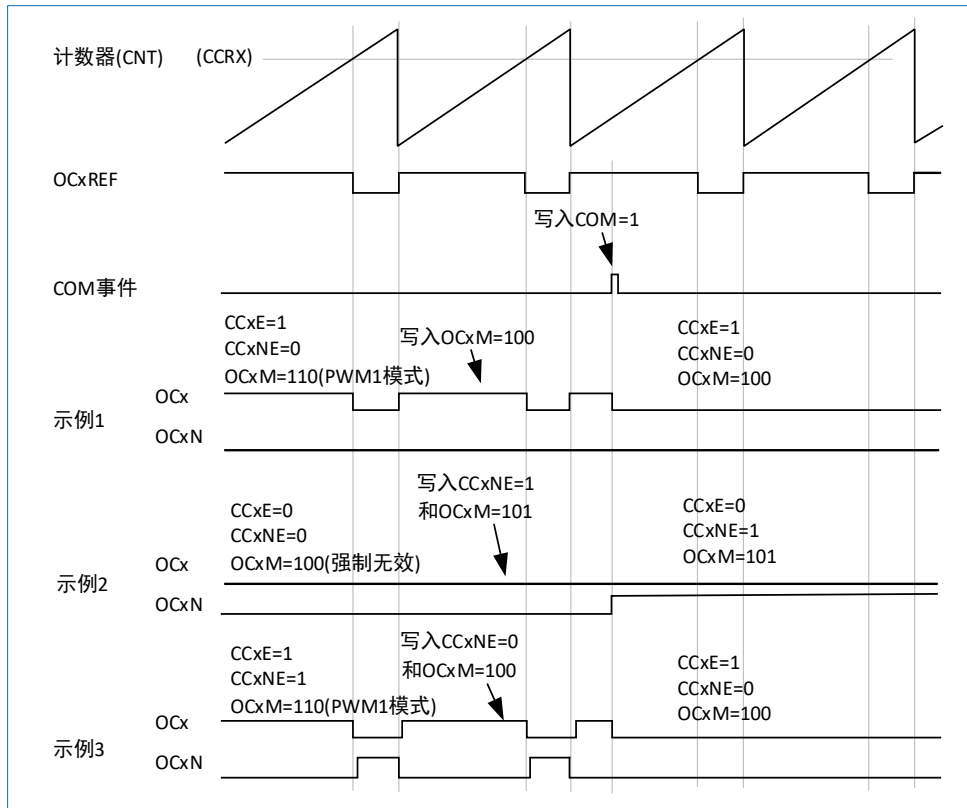 计数器(CNT) (CCRX)
OCxREF
写入COM=1
COM事件
CCxE=1
CCxNE=0
OCxM=110(PWM1模式)
写入OCxM=100
CCxE=1
CCxNE=0
OCxM=100
OCx
示例1
OCxN
写入CCxNE=1
和OCxM=101
CCxE=0
CCxNE=0
OCxM=100(强制无效)
CCxE=0
CCxNE=1
OCxM=101
OCx
示例2
OCxN
写入CCxNE=0
和OCxM=100
CCxE=1
CCxNE=1
OCxM=110(PWM1模式)
CCxE=1
CCxNE=0
OCxM=100
OCx
示例3
OCxN